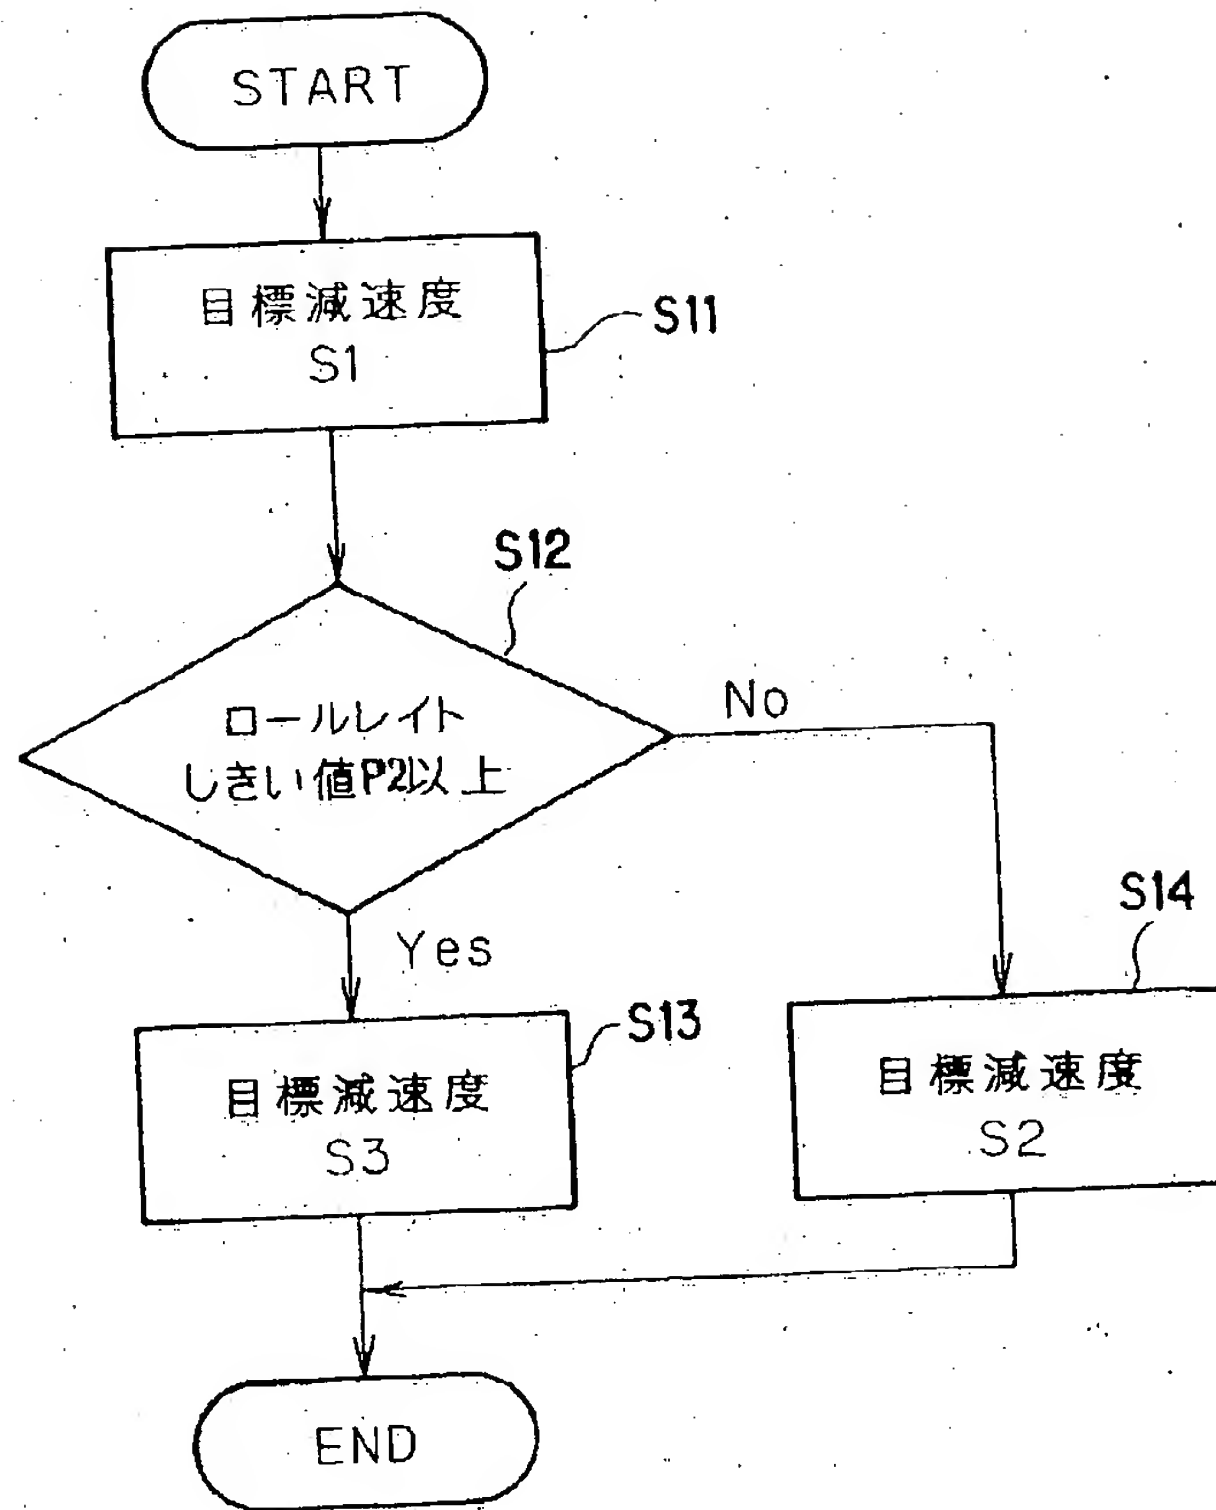 START
目標減速度
S1
S11
S12
ロールレイト
しきい値P2以上
No
Yes
S13
目標減速度
S3
S14
目標減速度
S2
END